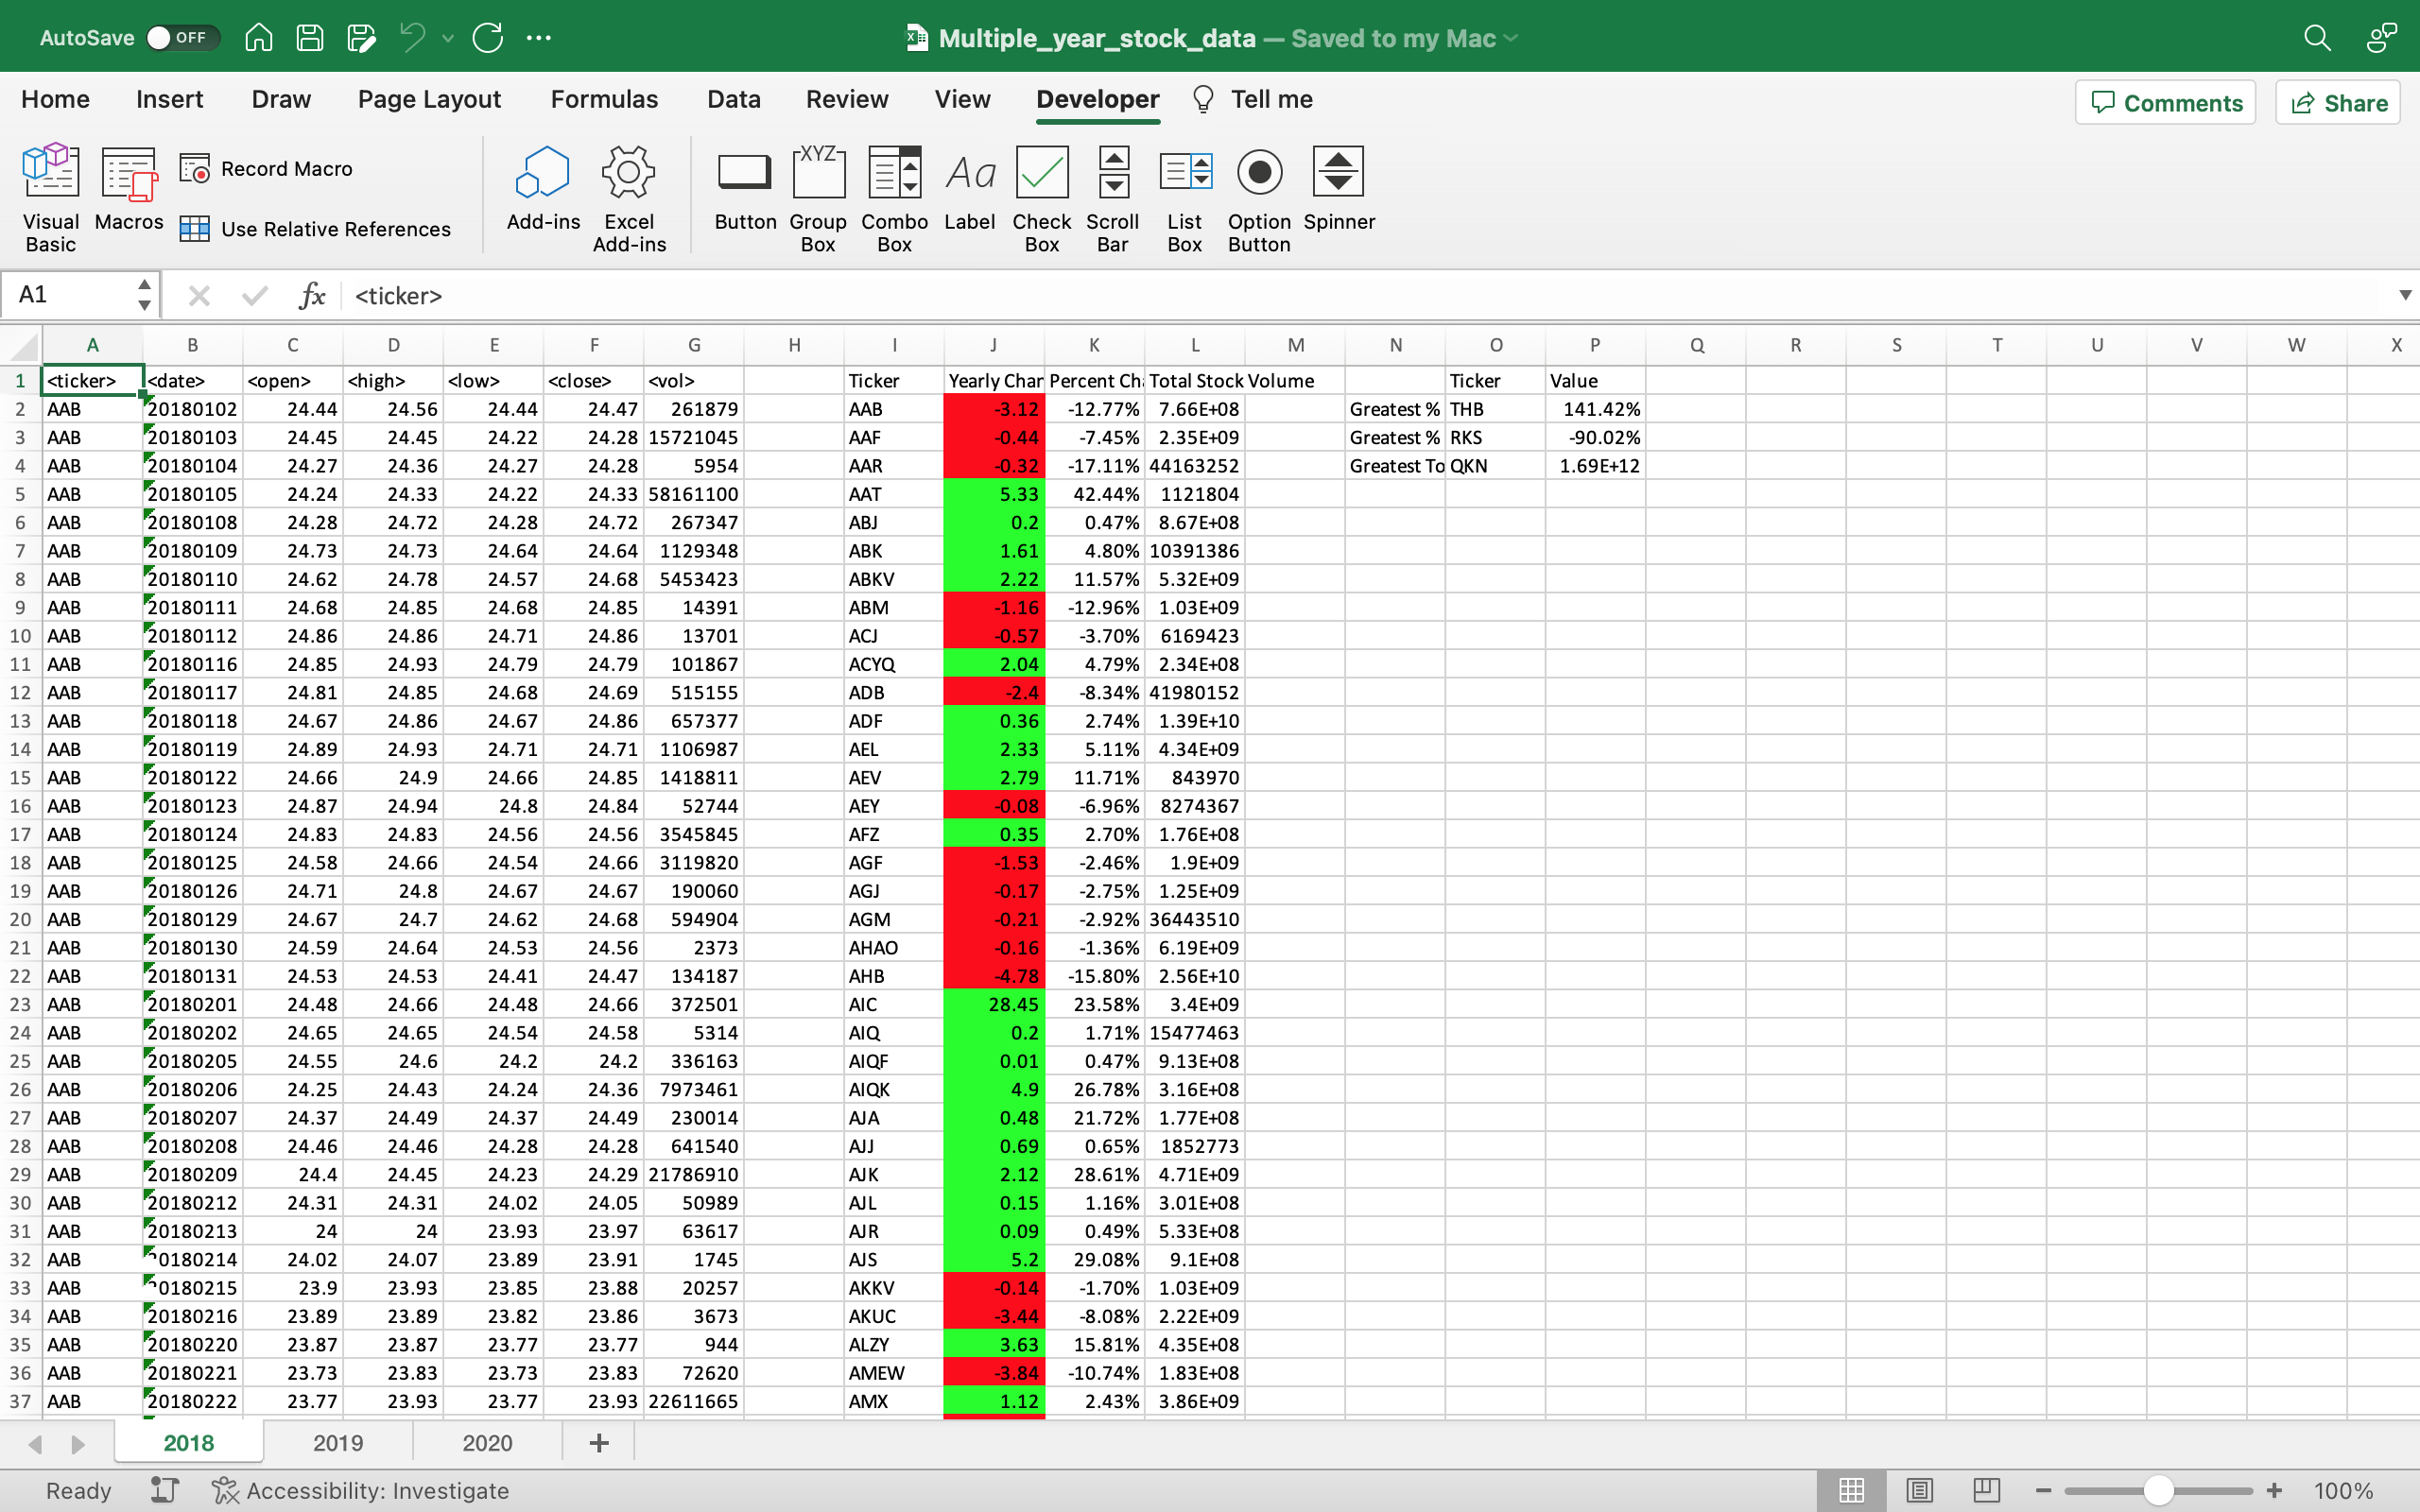 AutoSave OFF Multiple_year_stock_data — Saved to my Mac
Home Insert Draw Page Layout Formulas Data Review View Developer Tell me Comments Share
Visual Basic Macros Record Macro Use Relative References Add-ins Excel Add-ins Button XYZ Group Box Combo Box Aa Label Check Box Scroll Bar List Box Option Button Spinner
A1 fx <ticker>
A B C D E F G H I J K L M N O P Q R S T U V W X
1 <ticker> <date> <open> <high> <low> <close> <vol> Ticker Yearly Char Percent Ch Total Stock Volume Ticker Value
2 AAB 20180102 24.44 24.56 24.44 24.47 261879 AAB -3.12 -12.77% 7.66E+08 Greatest % THB 141.42%
3 AAB 20180103 24.45 24.45 24.22 24.28 15721045 AAF -0.44 -7.45% 2.35E+09 Greatest % RKS -90.02%
4 AAB 20180104 24.27 24.36 24.27 24.28 5954 AAR -0.32 -17.11% 44163252 Greatest To QKN 1.69E+12
5 AAB 20180105 24.24 24.33 24.22 24.33 58161100 AAT 5.33 42.44% 1121804
6 AAB 20180108 24.28 24.72 24.28 24.72 267347 ABJ 0.2 0.47% 8.67E+08
7 AAB 20180109 24.73 24.73 24.64 24.64 1129348 ABK 1.61 4.80% 10391386
8 AAB 20180110 24.62 24.78 24.57 24.68 5453423 ABKV 2.22 11.57% 5.32E+09
9 AAB 20180111 24.68 24.85 24.68 24.85 14391 ABM -1.16 -12.96% 1.03E+09
10 AAB 20180112 24.86 24.86 24.71 24.86 13701 ACJ -0.57 -3.70% 6169423
11 AAB 20180116 24.85 24.93 24.79 24.79 101867 ACYQ 2.04 4.79% 2.34E+08
12 AAB 20180117 24.81 24.85 24.68 24.69 515155 ADB -2.4 -8.34% 41980152
13 AAB 20180118 24.67 24.86 24.67 24.86 657377 ADF 0.36 2.74% 1.39E+10
14 AAB 20180119 24.89 24.93 24.71 24.71 1106987 AEL 2.33 5.11% 4.34E+09
15 AAB 20180122 24.66 24.9 24.66 24.85 1418811 AEV 2.79 11.71% 843970
16 AAB 20180123 24.87 24.94 24.8 24.84 52744 AEY -0.08 -6.96% 8274367
17 AAB 20180124 24.83 24.83 24.56 24.56 3545845 AFZ 0.35 2.70% 1.76E+08
18 AAB 20180125 24.58 24.66 24.54 24.66 3119820 AGF -1.53 -2.46% 1.9E+09
19 AAB 20180126 24.71 24.8 24.67 24.67 190060 AGJ -0.17 -2.75% 1.25E+09
20 AAB 20180129 24.67 24.7 24.62 24.68 594904 AGM -0.21 -2.92% 36443510
21 AAB 20180130 24.59 24.64 24.53 24.56 2373 AHAO -0.16 -1.36% 6.19E+09
22 AAB 20180131 24.53 24.53 24.41 24.47 134187 AHB -4.78 -15.80% 2.56E+10
23 AAB 20180201 24.48 24.66 24.48 24.66 372501 AIC 28.45 23.58% 3.4E+09
24 AAB 20180202 24.65 24.65 24.54 24.58 5314 AIQ 0.2 1.71% 15477463
25 AAB 20180205 24.55 24.6 24.2 24.2 336163 AIQF 0.01 0.47% 9.13E+08
26 AAB 20180206 24.25 24.43 24.24 24.36 7973461 AIQK 4.9 26.78% 3.16E+08
27 AAB 20180207 24.37 24.49 24.37 24.49 230014 AJA 0.48 21.72% 1.77E+08
28 AAB 20180208 24.46 24.46 24.28 24.28 641540 AJJ 0.69 0.65% 1852773
29 AAB 20180209 24.4 24.45 24.23 24.29 21786910 AJK 2.12 28.61% 4.71E+09
30 AAB 20180212 24.31 24.31 24.02 24.05 50989 AJL 0.15 1.16% 3.01E+08
31 AAB 20180213 24 24 23.93 23.97 63617 AJR 0.09 0.49% 5.33E+08
32 AAB 20180214 24.02 24.07 23.89 23.91 1745 AJS 5.2 29.08% 9.1E+08
33 AAB 20180215 23.9 23.93 23.85 23.88 20257 AKKV -0.14 -1.70% 1.03E+09
34 AAB 20180216 23.89 23.89 23.82 23.86 3673 AKUC -3.44 -8.08% 2.22E+09
35 AAB 20180220 23.87 23.87 23.77 23.77 944 ALZY 3.63 15.81% 4.35E+08
36 AAB 20180221 23.73 23.83 23.73 23.83 72620 AMEW -3.84 -10.74% 1.83E+08
37 AAB 20180222 23.77 23.93 23.77 23.93 22611665 AMX 1.12 2.43% 3.86E+09
2018 2019 2020
Ready Accessibility: Investigate 100%